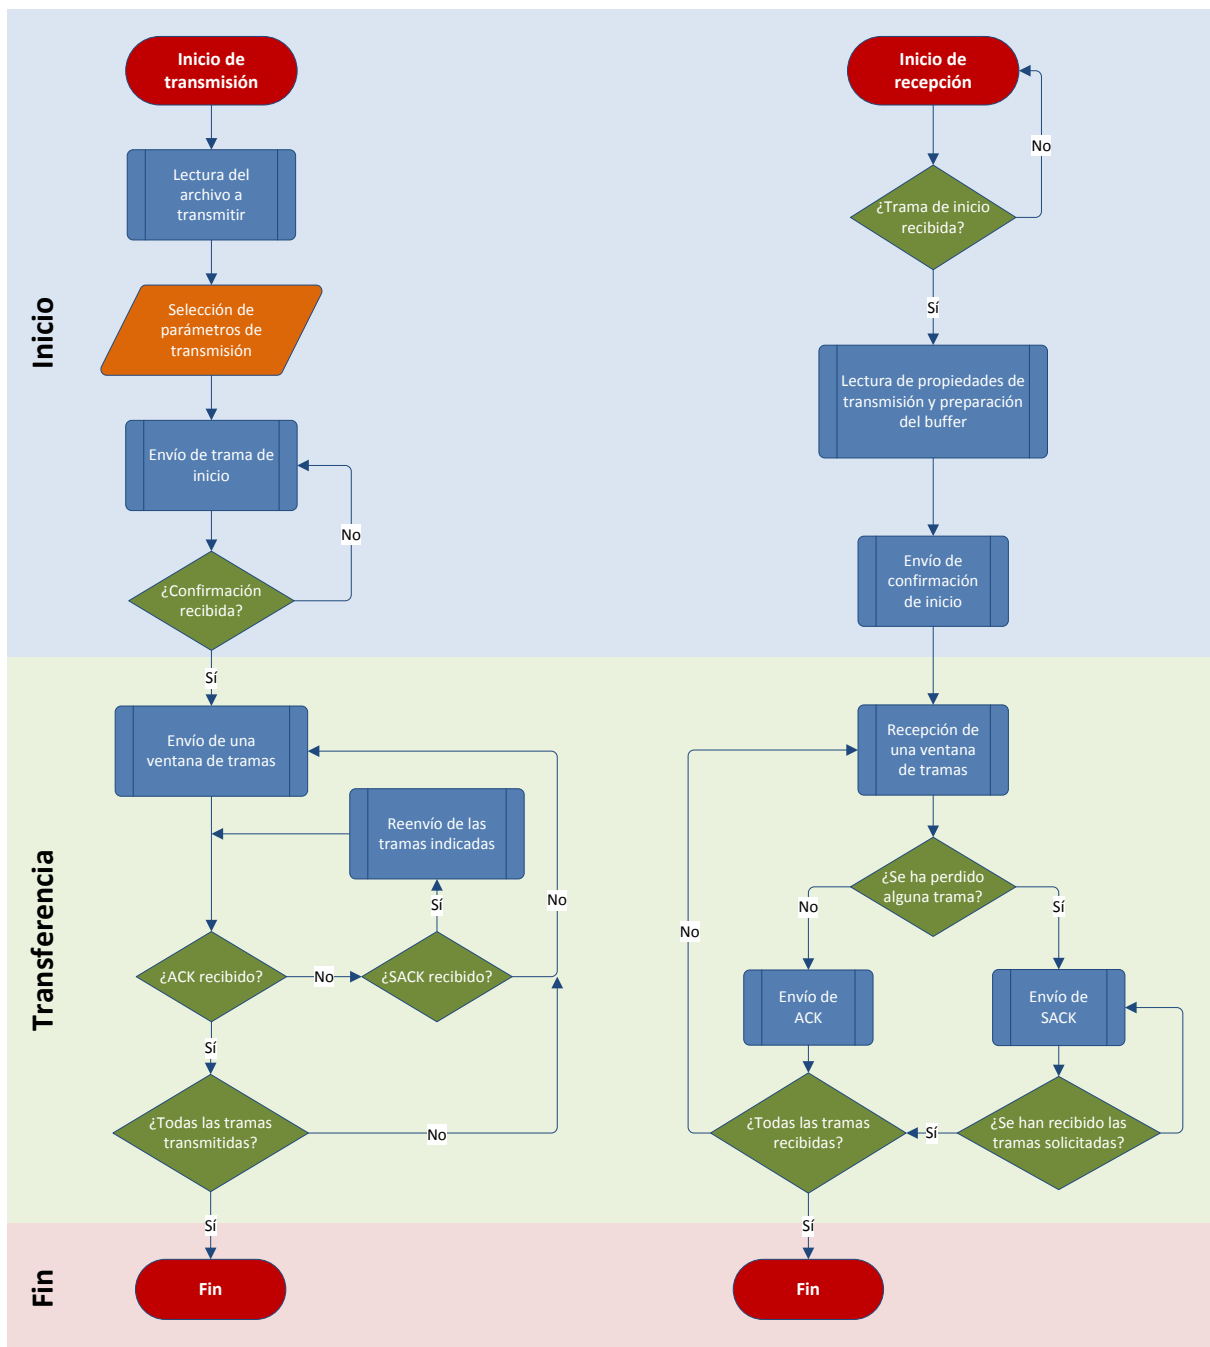 Inicio
Inicio de
transmisión
Lectura del
archivo a
transmitir
Selección de
parámetros de
transmisión
Envío de trama de
inicio
No
¿Confirmación
recibida?
Sí
Inicio de
recepción
No
¿Trama de inicio
recibida?
Sí
Lectura de propiedades de
transmisión y preparación
del buffer
Envío de
confirmación
de inicio
Transferencia
Envío de una
ventana de tramas
Reenvío de las
tramas indicadas
Sí
No
¿ACK recibido?
No
¿SACK recibido?
Sí
¿Todas las tramas
transmitidas?
No
Sí
Recepción de
una ventana
de tramas
¿Se ha perdido
alguna trama?
No
Sí
No
Envío de
ACK
Envío de
SACK
¿Todas las tramas
recibidas?
Sí
¿Se han recibido las
tramas solicitadas?
Sí
Fin
Fin
Fin